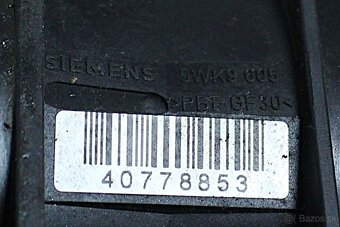 SIEMENS 5WK9 605
>PBT-GF30<
40778853
Bazos.sk